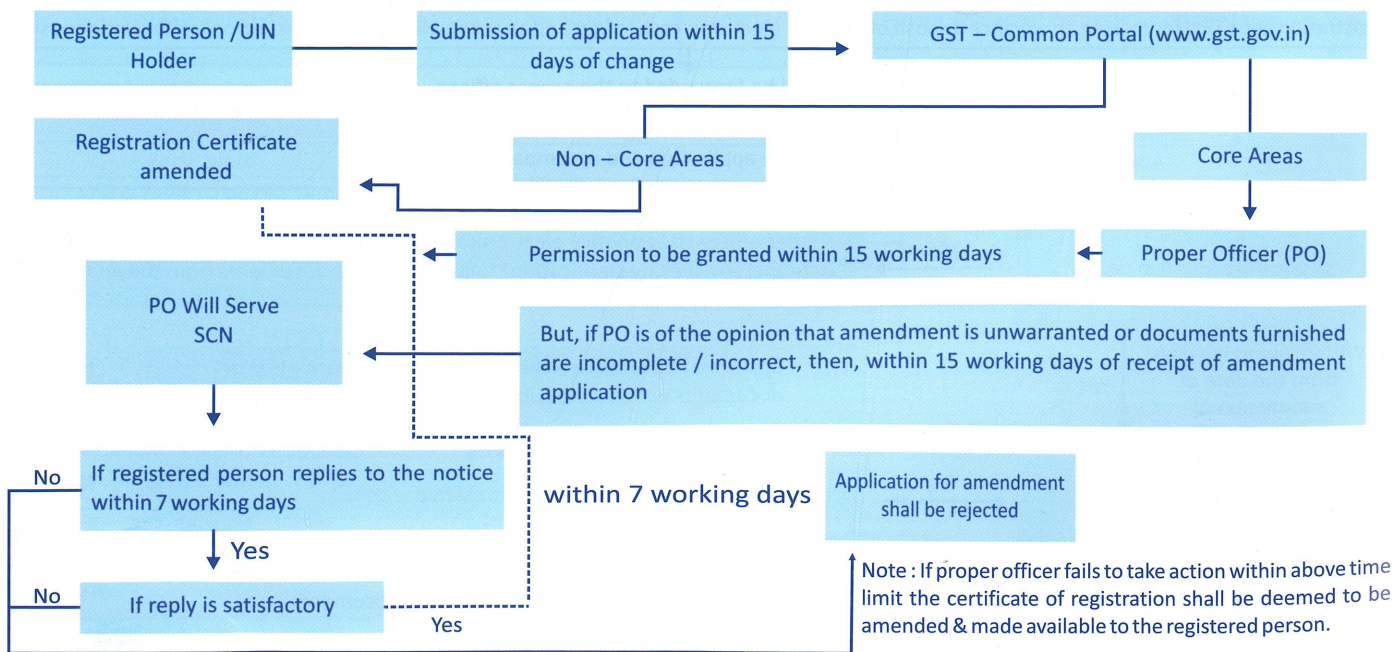 Registered Person /UIN
Holder
Submission of application within 15
days of change
GST – Common Portal (www.gst.gov.in)
Registration Certificate
amended
Non – Core Areas
Core Areas
Permission to be granted within 15 working days
Proper Officer (PO)
PO Will Serve
SCN
But, if PO is of the opinion that amendment is unwarranted or documents furnished
are incomplete / incorrect, then, within 15 working days of receipt of amendment
application
No
If registered person replies to the notice
within 7 working days
within 7 working days
Application for amendment
shall be rejected
Yes
No
If reply is satisfactory
Yes
Note : If proper officer fails to take action within above time
limit the certificate of registration shall be deemed to be
amended & made available to the registered person.